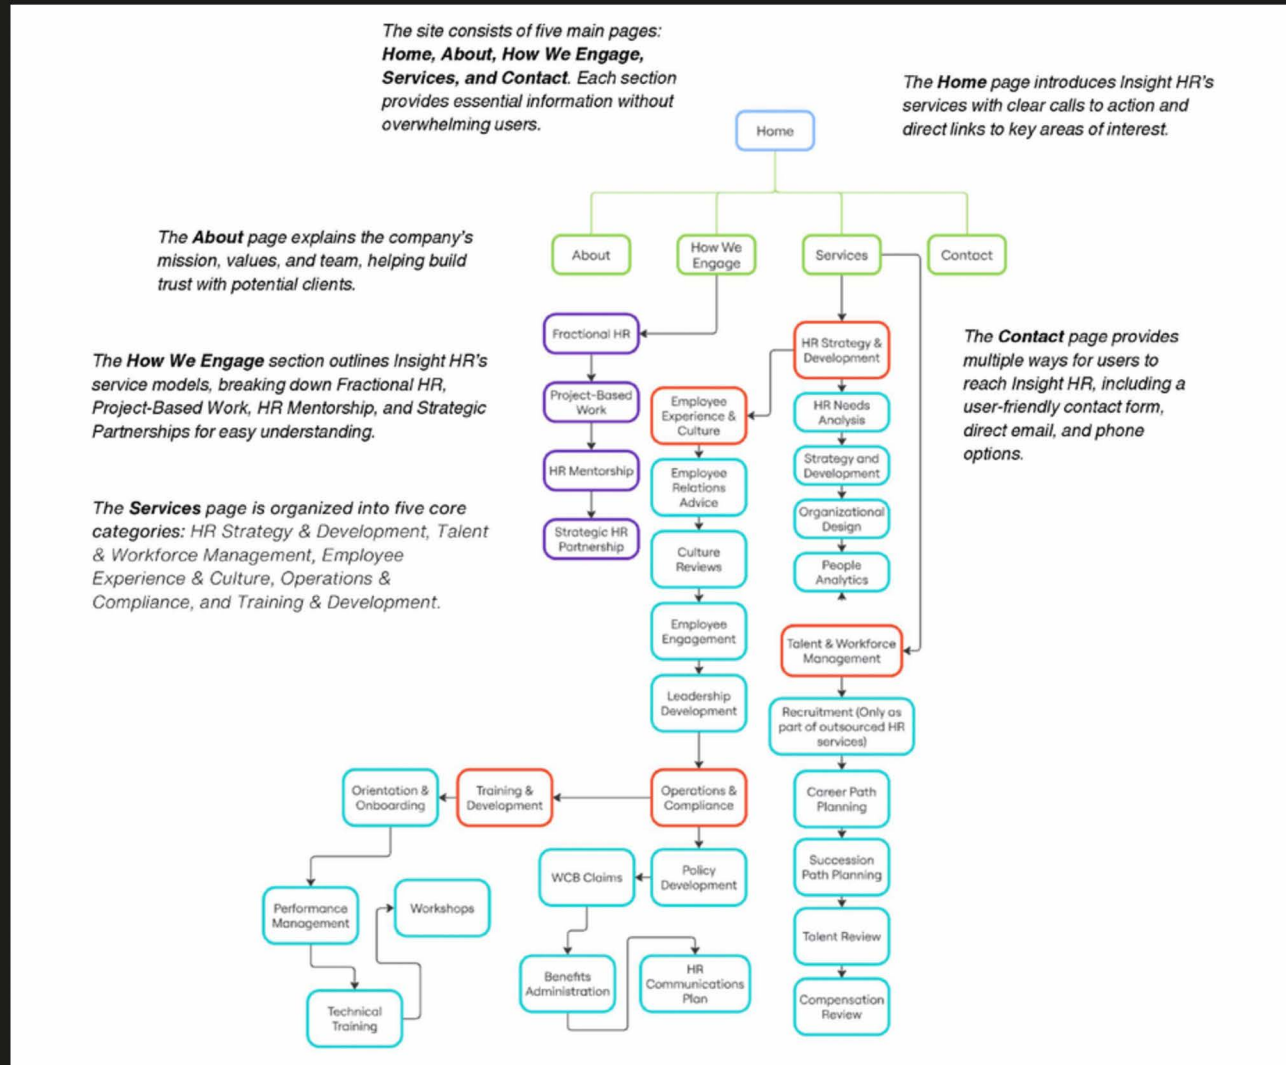 The site consists of five main pages:
Home, About, How We Engage,
Services, and Contact. Each section
provides essential information without
overwhelming users.
The Home page introduces Insight HR's
services with clear calls to action and
direct links to key areas of interest.
Home
The About page explains the company's
mission, values, and team, helping build
trust with potential clients.
About
How We
Engage
Services
Contact
The How We Engage section outlines Insight HR's
service models, breaking down Fractional HR,
Project-Based Work, HR Mentorship, and Strategic
Partnerships for easy understanding.
The Services page is organized into five core
categories: HR Strategy & Development, Talent
& Workforce Management, Employee
Experience & Culture, Operations &
Compliance, and Training & Development.
The Contact page provides
multiple ways for users to
reach Insight HR, including a
user-friendly contact form,
direct email, and phone
options.
Fractional HR
Project-Based
Work
HR Mentorship
Strategic HR
Partnership
HR Strategy &
Development
HR Needs
Analysis
Strategy and
Development
Organizational
Design
People
Analytics
Employee
Experience &
Culture
Employee
Relations
Advice
Culture
Reviews
Employee
Engagement
Leadership
Development
Talent & Workforce
Management
Recruitment (Only as
part of outsourced HR
services)
Career Path
Planning
Succession
Path Planning
Talent Review
Compensation
Review
Operations &
Compliance
Policy
Development
WCB Claims
Benefits
Administration
HR
Communications
Plan
Training &
Development
Orientation &
Onboarding
Performance
Management
Technical
Training
Workshops